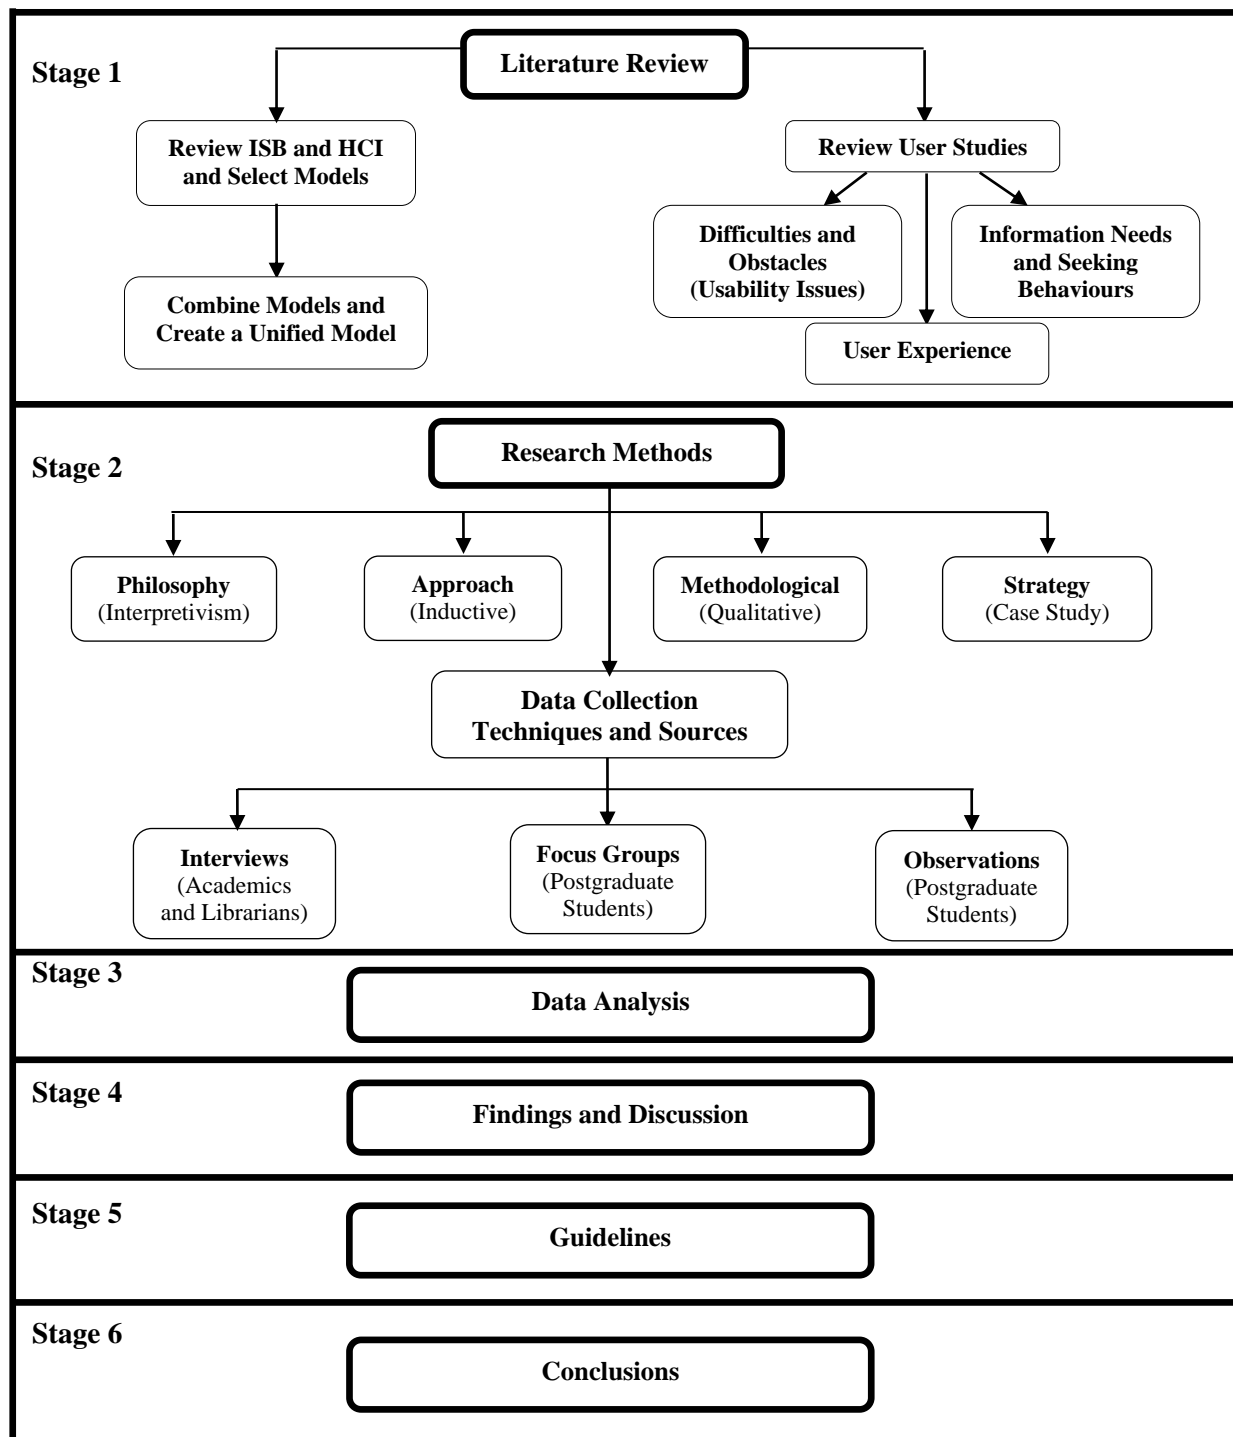 Stage 1
Literature Review
Review ISB and HCI
and Select Models
Review User Studies
Difficulties and
Obstacles
(Usability Issues)
Information Needs
and Seeking
Behaviours
Combine Models and
Create a Unified Model
User Experience
Stage 2
Research Methods
Philosophy
(Interpretivism)
Approach
(Inductive)
Methodological
(Qualitative)
Strategy
(Case Study)
Data Collection
Techniques and Sources
Interviews
(Academics
and Librarians)
Focus Groups
(Postgraduate
Students)
Observations
(Postgraduate
Students)
Stage 3
Data Analysis
Stage 4
Findings and Discussion
Stage 5
Guidelines
Stage 6
Conclusions